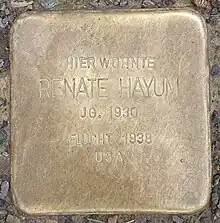 HIER WOHNTE
RENATE HAYUM
JG. 1930
FLUCHT 1938
USA